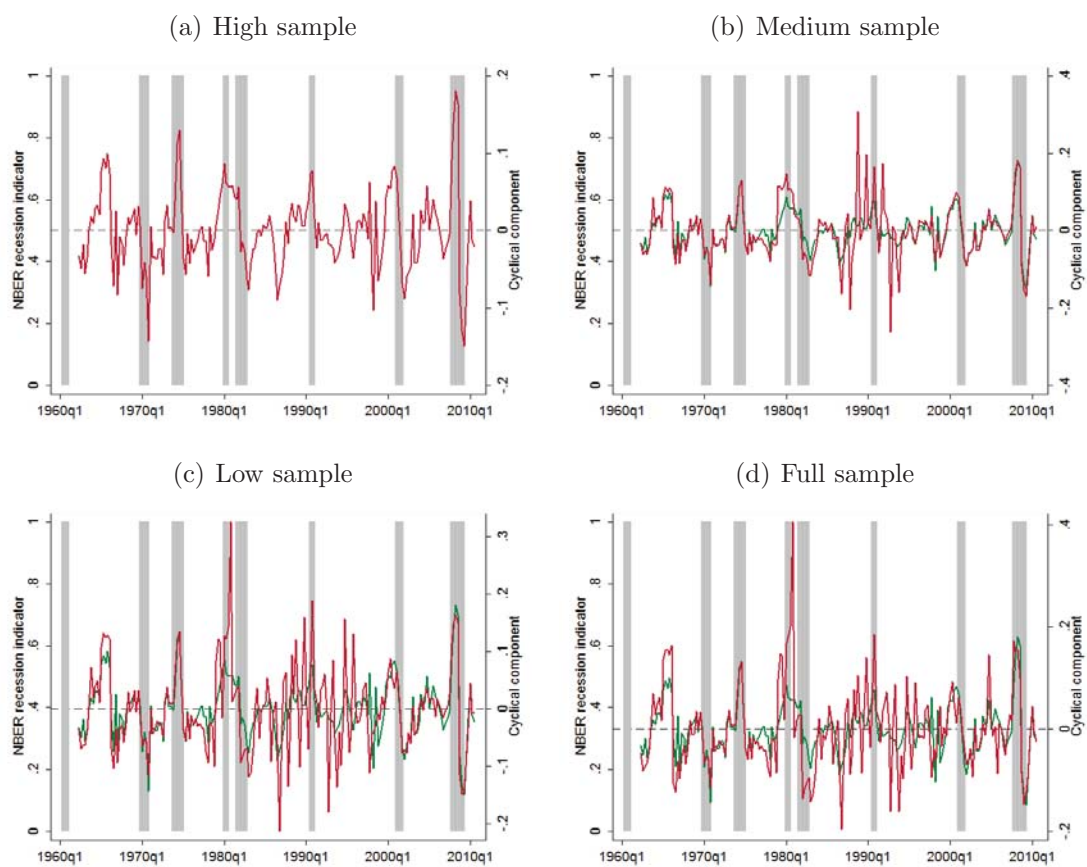 (a) High sample
NBER recession indicator
0 .2 .4 .6 .8 1
Cyclical component
-.2 -.1 0 .1 .2
1960q1 1970q1 1980q1 1990q1 2000q1 2010q1
(b) Medium sample
NBER recession indicator
0 .2 .4 .6 .8 1
Cyclical component
-.4 -.2 0 .2 .4
1960q1 1970q1 1980q1 1990q1 2000q1 2010q1
(c) Low sample
NBER recession indicator
0 .2 .4 .6 .8 1
Cyclical component
-.2 -.1 0 .1 .2 .3
1960q1 1970q1 1980q1 1990q1 2000q1 2010q1
(d) Full sample
NBER recession indicator
0 .2 .4 .6 .8 1
Cyclical component
-.2 0 .2 .4
1960q1 1970q1 1980q1 1990q1 2000q1 2010q1